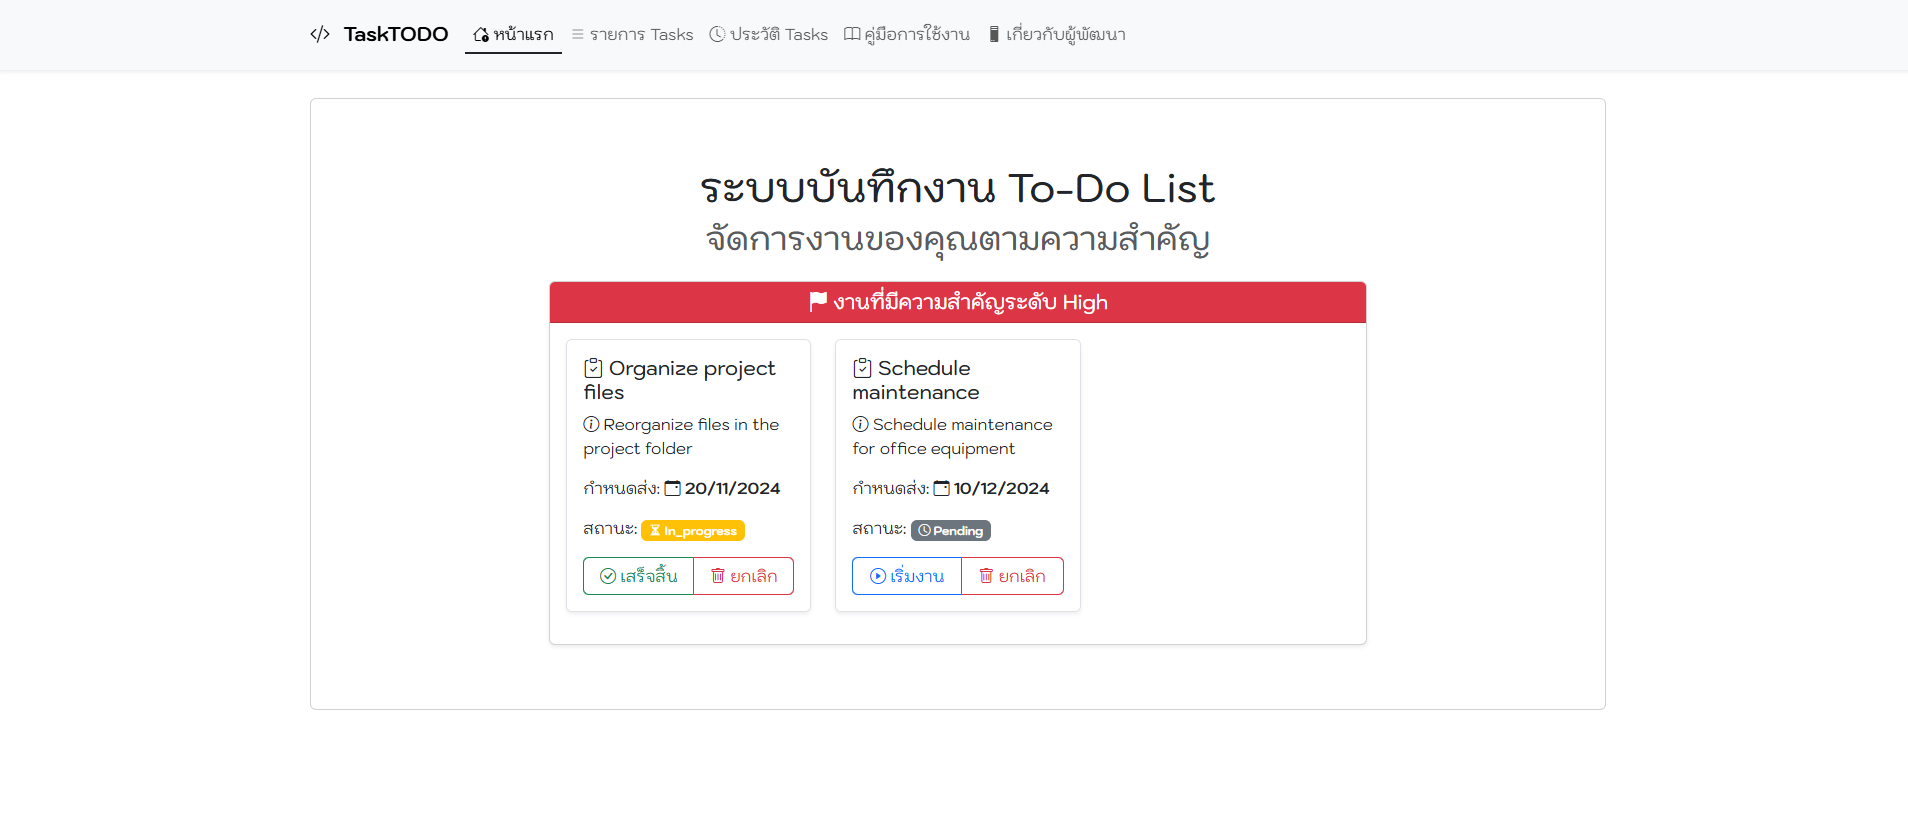 TaskTODO หน้าแรก รายการ Tasks ประวัติ Tasks คู่มือการใช้งาน เกี่ยวกับผู้พัฒนา
ระบบบันทึกงาน To-Do List
จัดการงานของคุณตามความสำคัญ
งานที่มีความสำคัญระดับ High
Organize project
files
Reorganize files in the
project folder
กำหนดส่ง: 20/11/2024
สถานะ: In_progress
เสร็จสิ้น ยกเลิก
Schedule
maintenance
Schedule maintenance
for office equipment
กำหนดส่ง: 10/12/2024
สถานะ: Pending
เริ่มงาน ยกเลิก